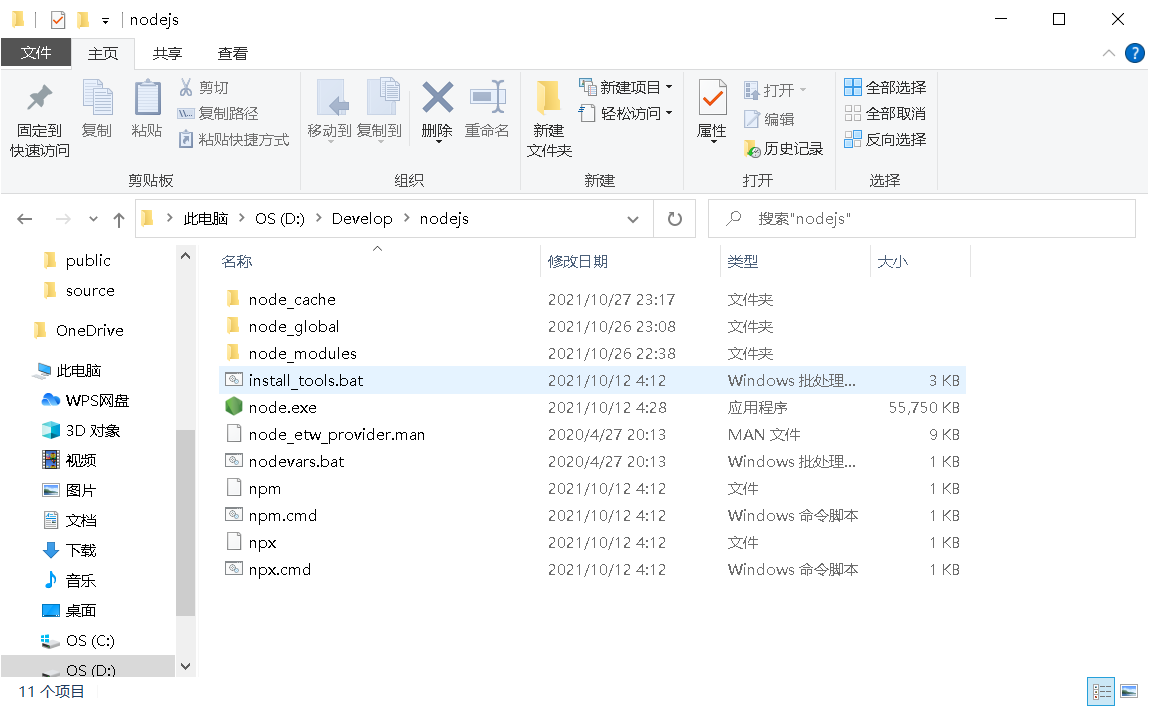 nodejs
文件 主页 共享 查看
固定到
快速访问
复制
粘贴
剪切
复制路径
粘贴快捷方式
剪贴板
移动到 复制到 删除 重命名
组织
新建
文件夹
新建项目
轻松访问
新建
属性
打开
编辑
历史记录
打开
全部选择
全部取消
反向选择
选择
此电脑 OS (D:) Develop nodejs
搜索"nodejs"
public
source
OneDrive
此电脑
WPS网盘
3D 对象
视频
图片
文档
下载
音乐
桌面
OS (C:)
OS (D:)
名称 修改日期 类型 大小
node_cache 2021/10/27 23:17 文件夹
node_global 2021/10/26 23:08 文件夹
node_modules 2021/10/26 22:38 文件夹
install_tools.bat 2021/10/12 4:12 Windows 批处理... 3 KB
node.exe 2021/10/12 4:28 应用程序 55,750 KB
node_etw_provider.man 2020/4/27 20:13 MAN 文件 9 KB
nodevars.bat 2020/4/27 20:13 Windows 批处理... 1 KB
npm 2021/10/12 4:12 文件 1 KB
npm.cmd 2021/10/12 4:12 Windows 命令脚本 1 KB
npx 2021/10/12 4:12 文件 1 KB
npx.cmd 2021/10/12 4:12 Windows 命令脚本 1 KB
11 个项目